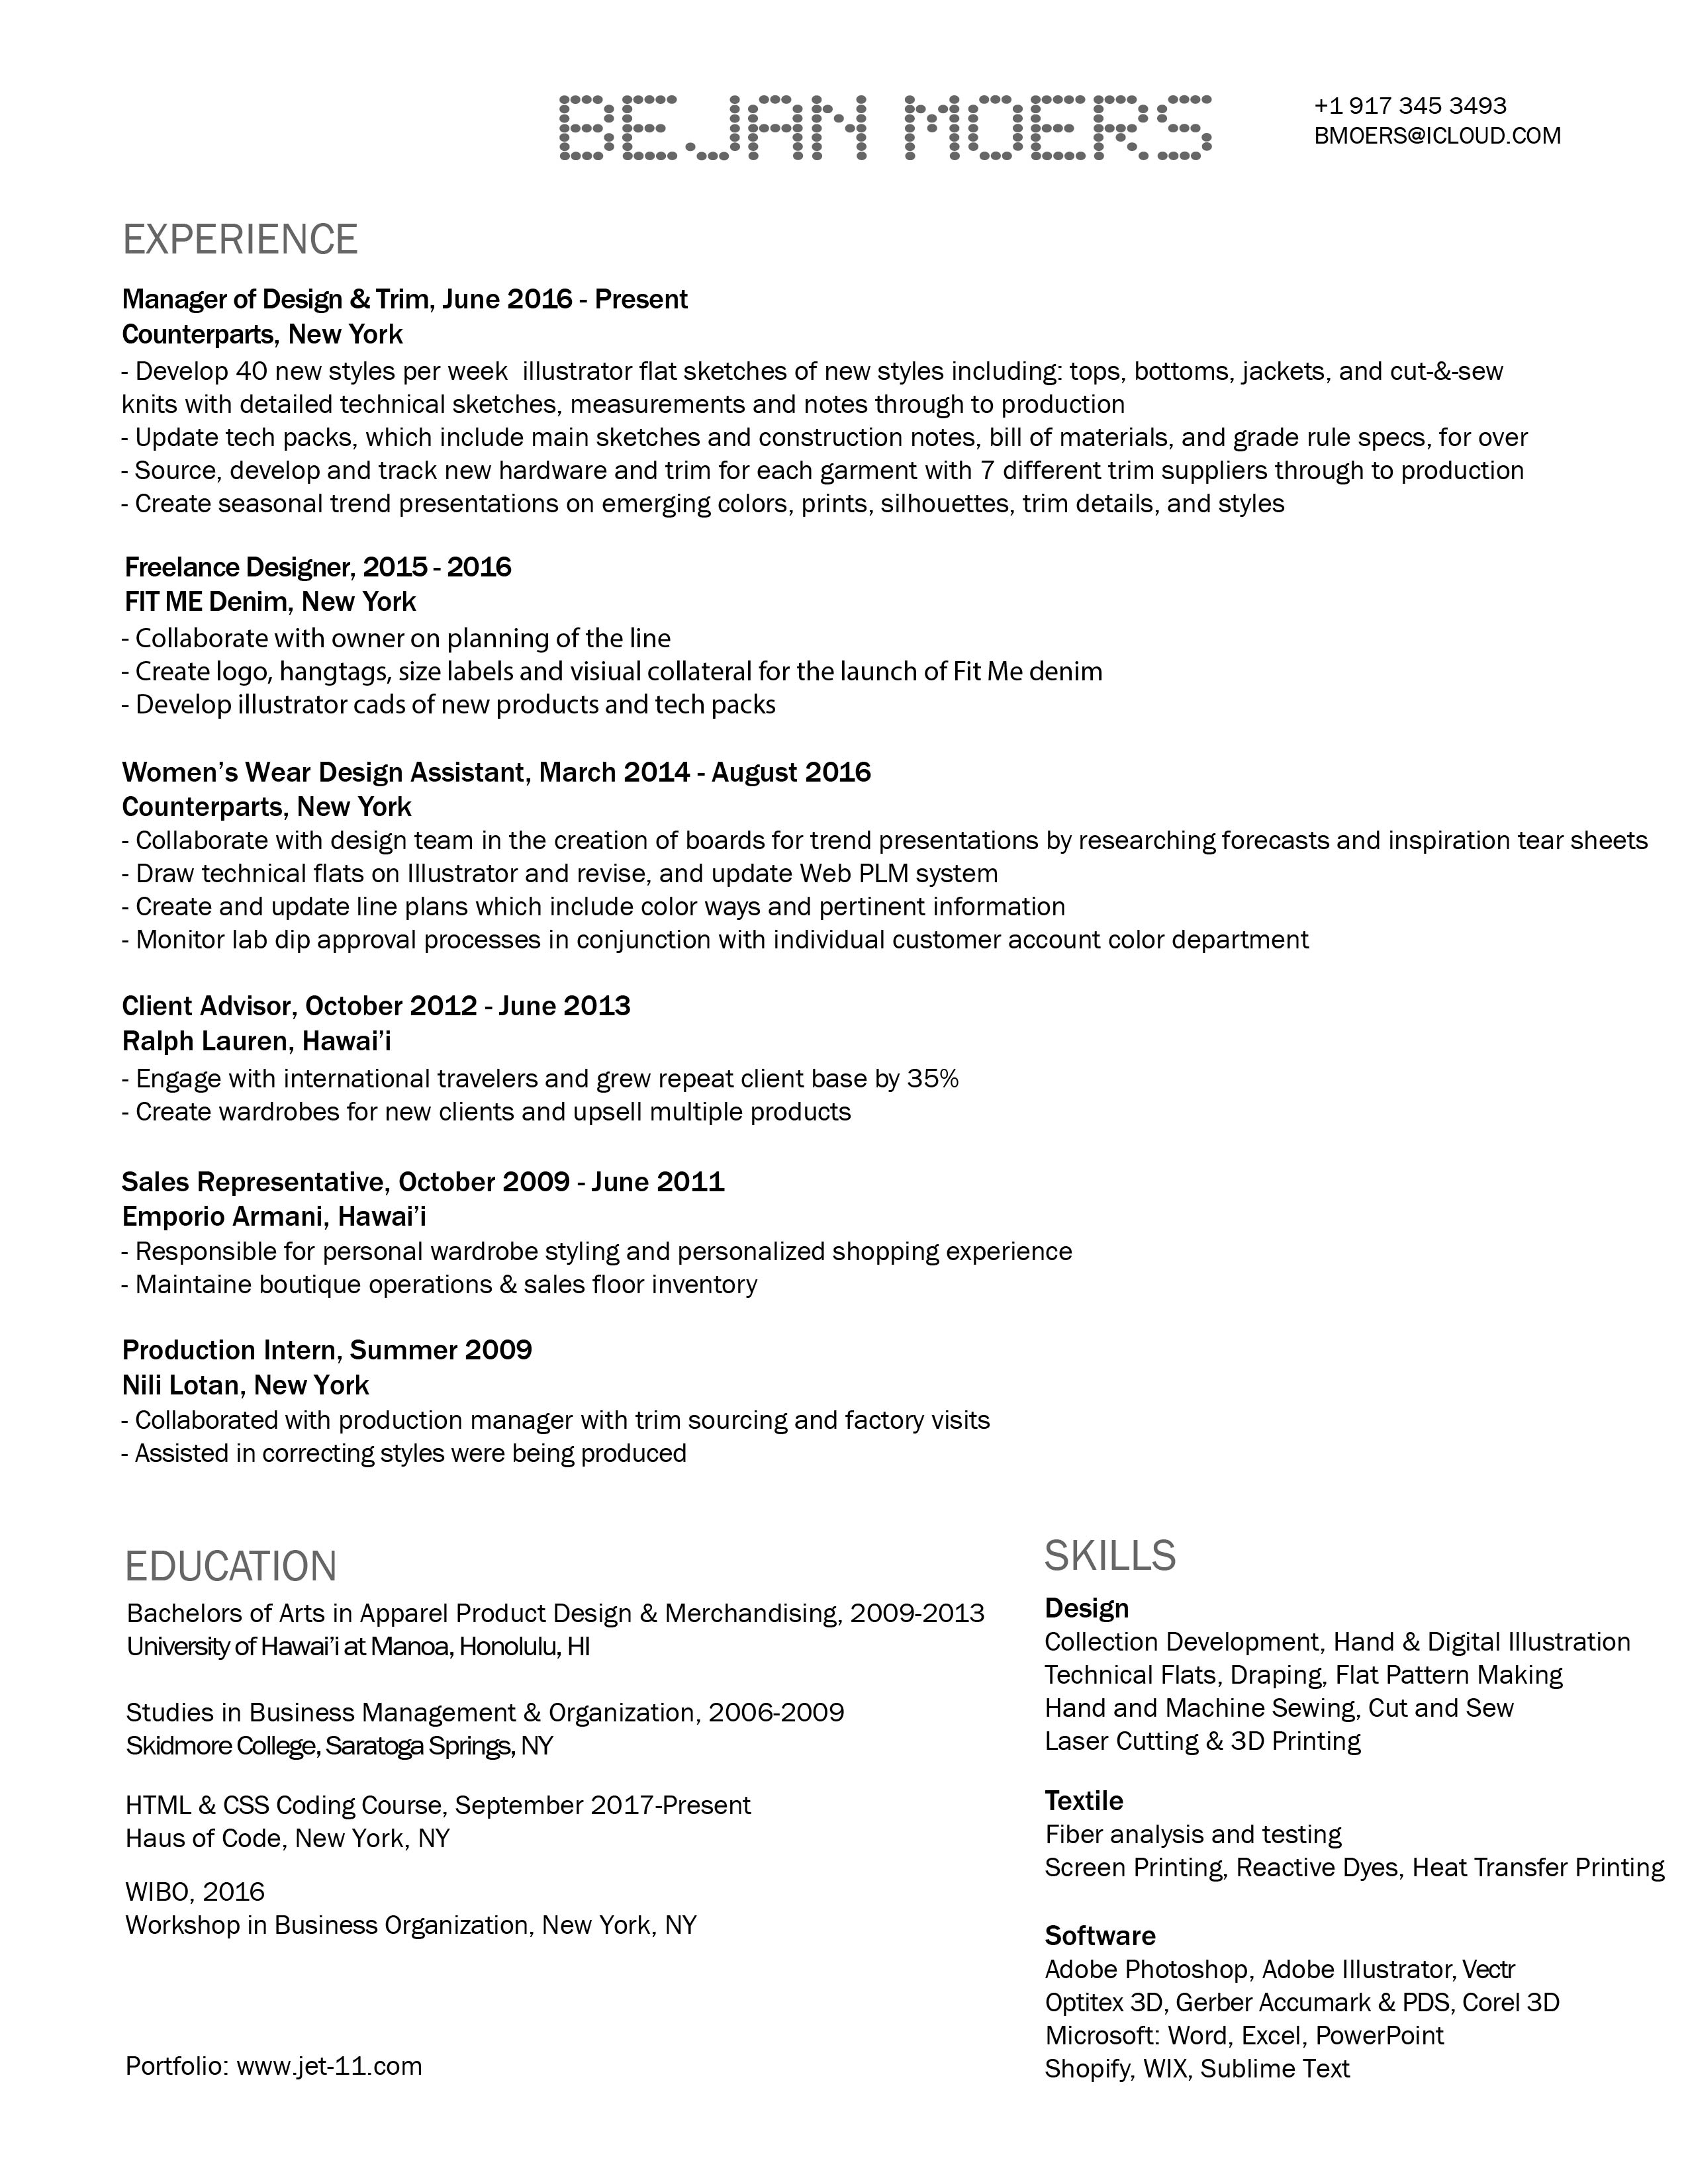 BEJAN MOERS
+1 917 345 3493
BMOERS@ICLOUD.COM
EXPERIENCE
Manager of Design & Trim, June 2016 - Present
Counterparts, New York
- Develop 40 new styles per week  illustrator flat sketches of new styles including: tops, bottoms, jackets, and cut-&-sew
knits with detailed technical sketches, measurements and notes through to production
- Update tech packs, which include main sketches and construction notes, bill of materials, and grade rule specs, for over
- Source, develop and track new hardware and trim for each garment with 7 different trim suppliers through to production
- Create seasonal trend presentations on emerging colors, prints, silhouettes, trim details, and styles
Freelance Designer, 2015 - 2016
FIT ME Denim, New York
- Collaborate with owner on planning of the line
- Create logo, hangtags, size labels and visiual collateral for the launch of Fit Me denim
- Develop illustrator cads of new products and tech packs
Women’s Wear Design Assistant, March 2014 - August 2016
Counterparts, New York
- Collaborate with design team in the creation of boards for trend presentations by researching forecasts and inspiration tear sheets
- Draw technical flats on Illustrator and revise, and update Web PLM system
- Create and update line plans which include color ways and pertinent information
- Monitor lab dip approval processes in conjunction with individual customer account color department
Client Advisor, October 2012 - June 2013
Ralph Lauren, Hawai’i
- Engage with international travelers and grew repeat client base by 35%
- Create wardrobes for new clients and upsell multiple products
Sales Representative, October 2009 - June 2011
Emporio Armani, Hawai’i
- Responsible for personal wardrobe styling and personalized shopping experience
- Maintaine boutique operations & sales floor inventory
Production Intern, Summer 2009
Nili Lotan, New York
- Collaborated with production manager with trim sourcing and factory visits
- Assisted in correcting styles were being produced
EDUCATION
Bachelors of Arts in Apparel Product Design & Merchandising, 2009-2013
University of Hawai’i at Manoa, Honolulu, HI
Studies in Business Management & Organization, 2006-2009
Skidmore College, Saratoga Springs, NY
HTML & CSS Coding Course, September 2017-Present
Haus of Code, New York, NY
WIBO, 2016
Workshop in Business Organization, New York, NY
Portfolio: www.jet-11.com
SKILLS
Design
Collection Development, Hand & Digital Illustration
Technical Flats, Draping, Flat Pattern Making
Hand and Machine Sewing, Cut and Sew
Laser Cutting & 3D Printing
Textile
Fiber analysis and testing
Screen Printing, Reactive Dyes, Heat Transfer Printing
Software
Adobe Photoshop, Adobe Illustrator, Vectr
Optitex 3D, Gerber Accumark & PDS, Corel 3D
Microsoft: Word, Excel, PowerPoint
Shopify, WIX, Sublime Text